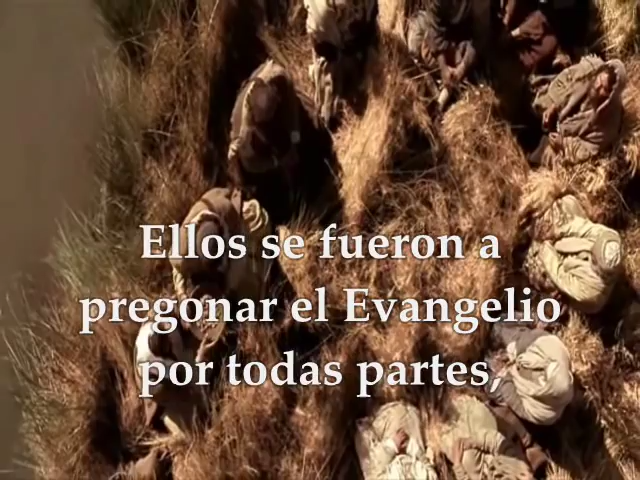 Ellos se fueron a
pregonar el Evangelio
por todas partes,